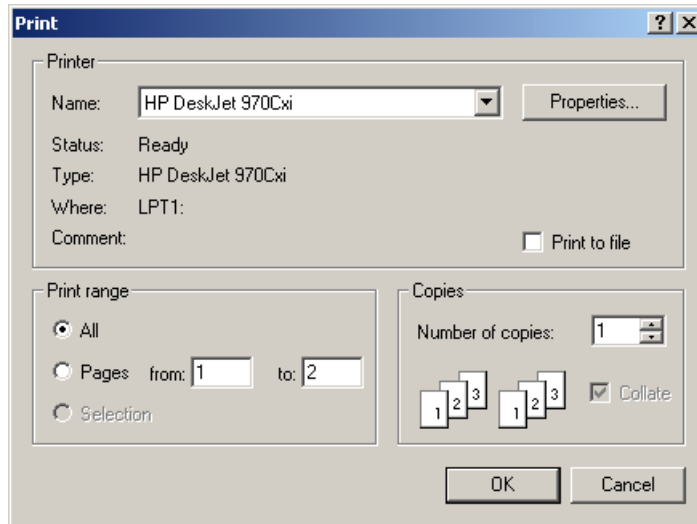 Print
Printer
Name: HP DeskJet 970Cxi Properties...
Status: Ready
Type: HP DeskJet 970Cxi
Where: LPT1:
Comment: Print to file
Print range
All
Pages from: 1 to: 2
Selection
Copies
Number of copies: 1
1 2 3 1 2 3 Collate
OK Cancel